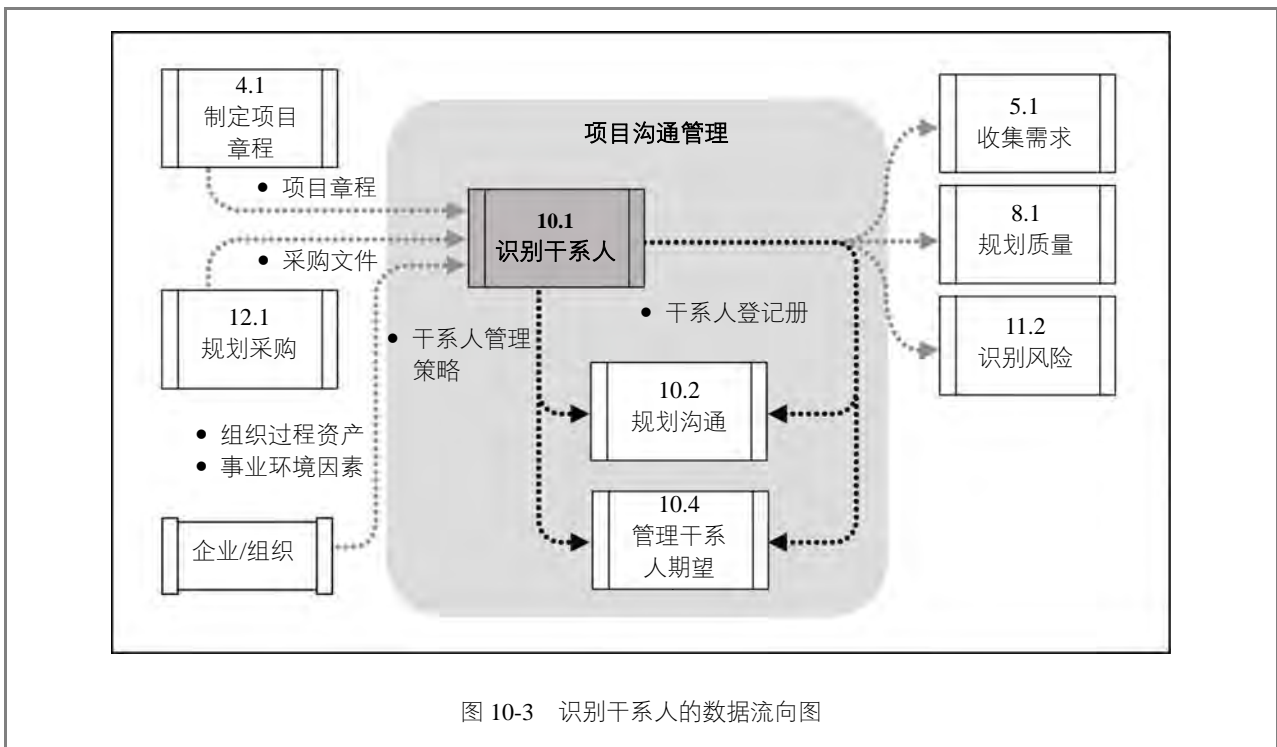 4.1
制定项目
章程
• 项目章程
• 采购文件
12.1
规划采购
• 组织过程资产
• 事业环境因素
企业/组织
项目沟通管理
10.1
识别干系人
• 干系人管理
策略
• 干系人登记册
10.2
规划沟通
10.4
管理干系
人期望
5.1
收集需求
8.1
规划质量
11.2
识别风险
图 10-3 识别干系人的数据流向图